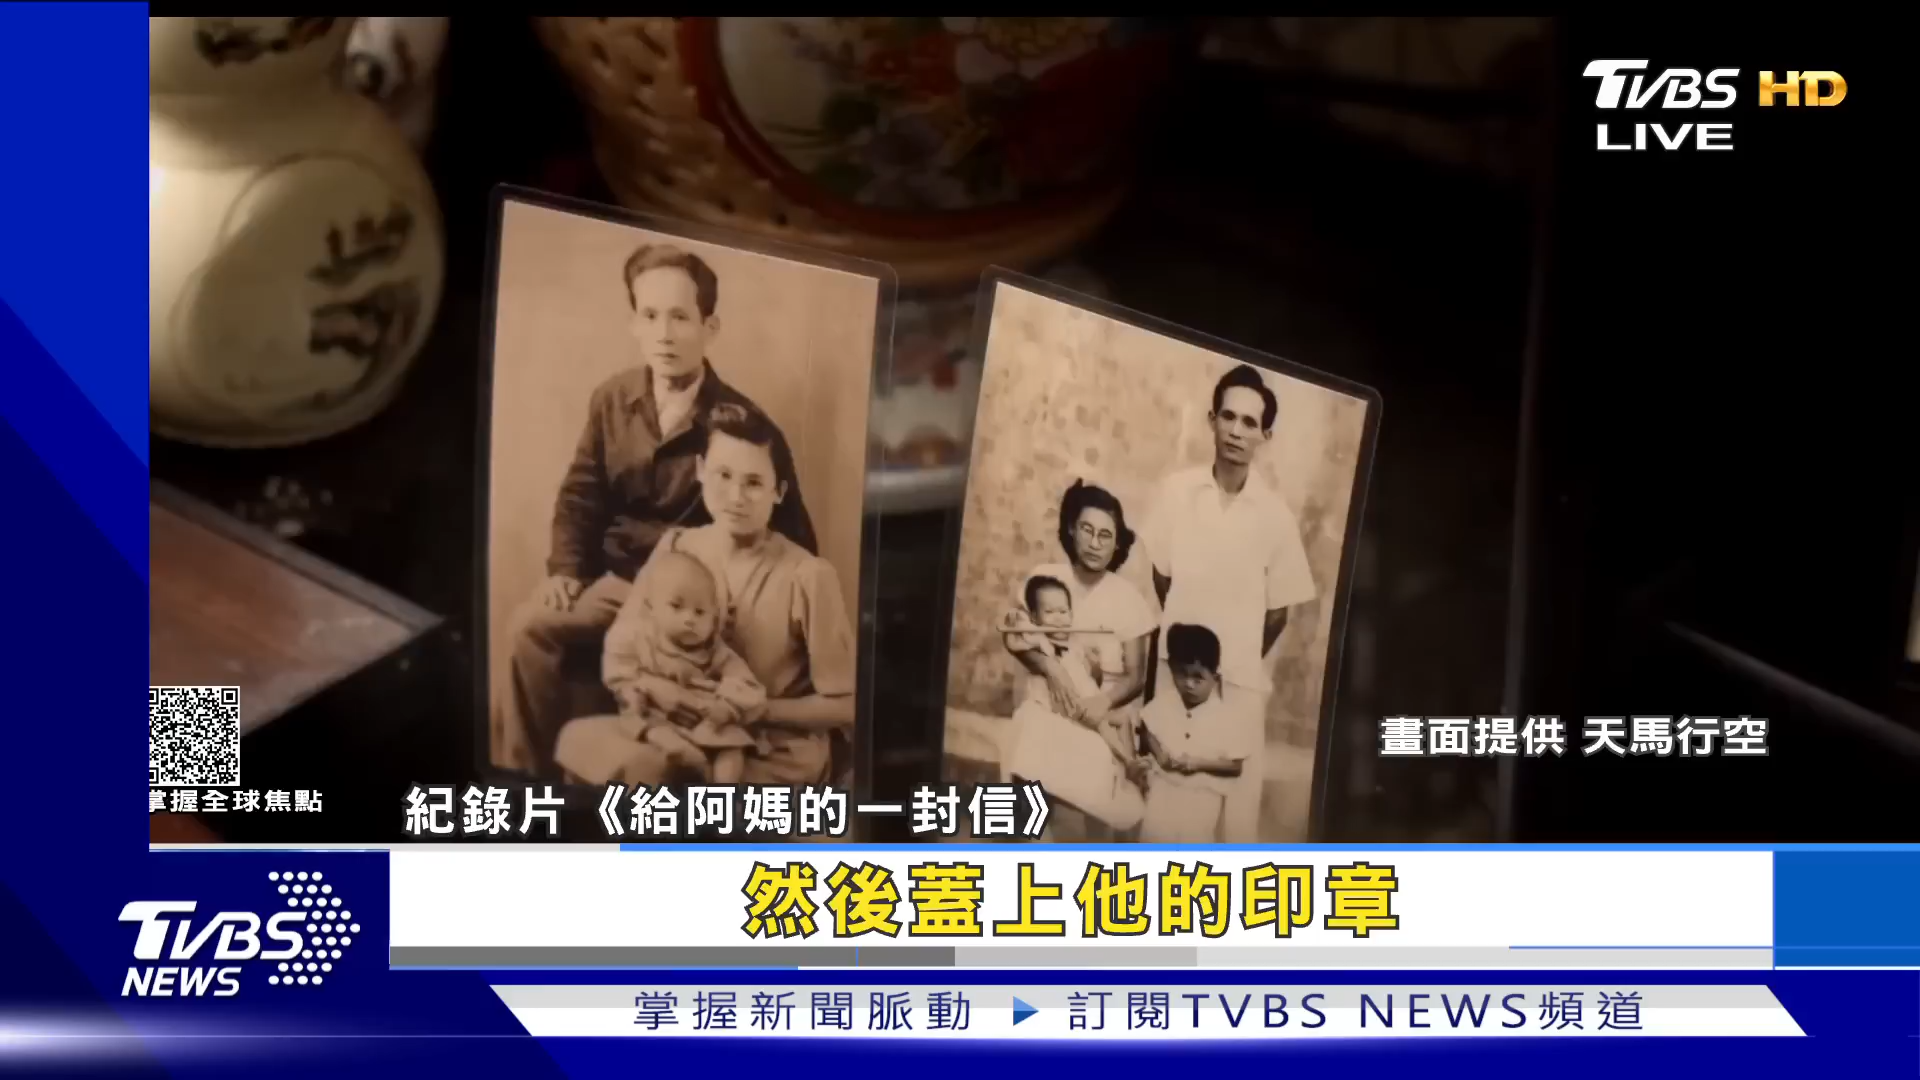 TVBS HD
LIVE
畫面提供 天馬行空
掌握全球焦點
紀錄片《給阿媽的一封信》
然後蓋上他的印章
TVBS
NEWS
掌握新聞脈動 ▶ 訂閱TVBS NEWS頻道